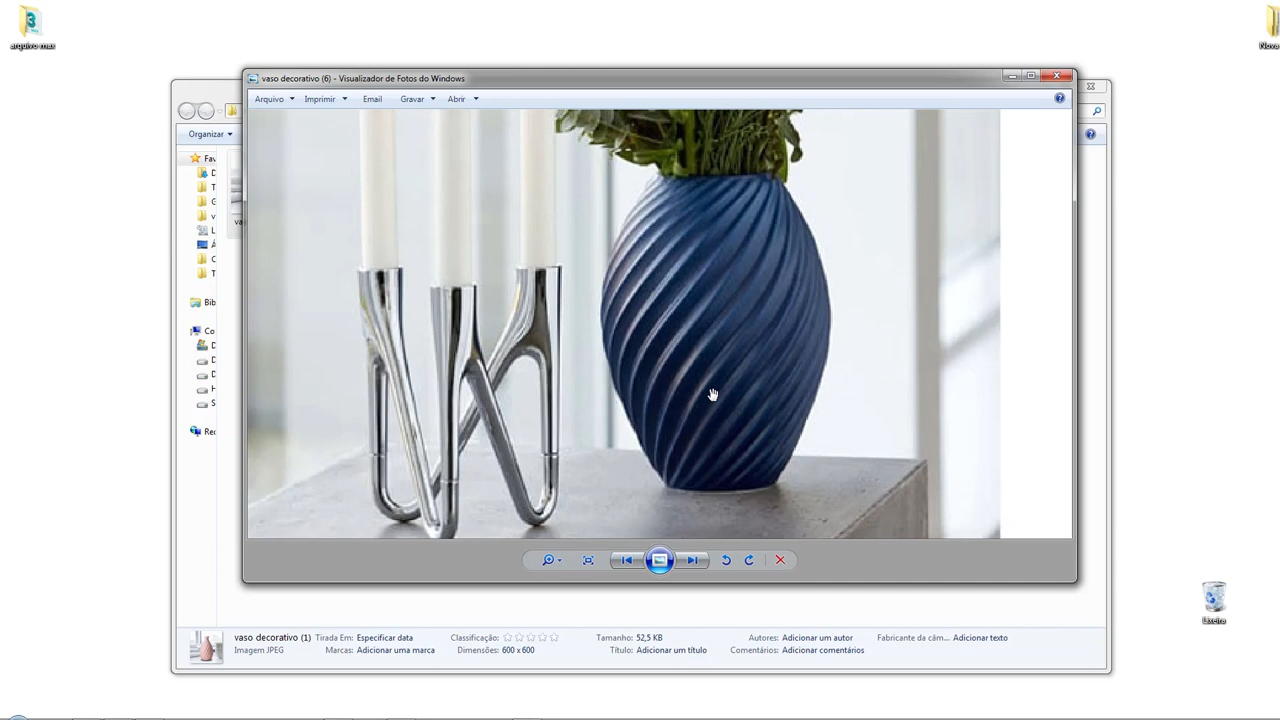 arquivo max
Nova
vaso decorativo (6) - Visualizador de Fotos do Windows
Arquivo Imprimir Email Gravar Abrir
Organizar
Fav
D
T
G
v
L
Á
C
T
Bib
Co
D
D
D
H
S
Rec
va
vaso decorativo (1) Tirada Em: Especificar data Classificação: Tamanho: 52,5 KB Autores: Adicionar um autor Fabricante da câm... Adicionar texto
Imagem JPEG Marcas: Adicionar uma marca Dimensões: 600 x 600 Título: Adicionar um título Comentários: Adicionar comentários
Lixeira